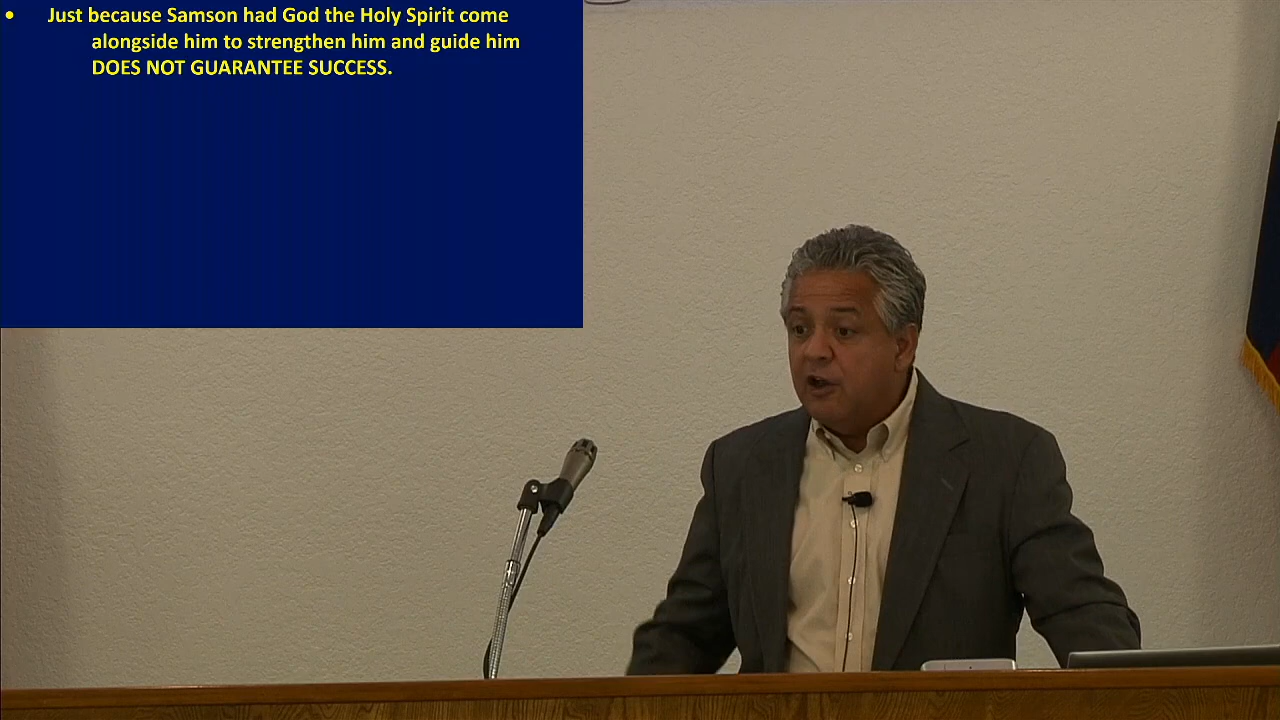 • Just because Samson had God the Holy Spirit come
alongside him to strengthen him and guide him
DOES NOT GUARANTEE SUCCESS.